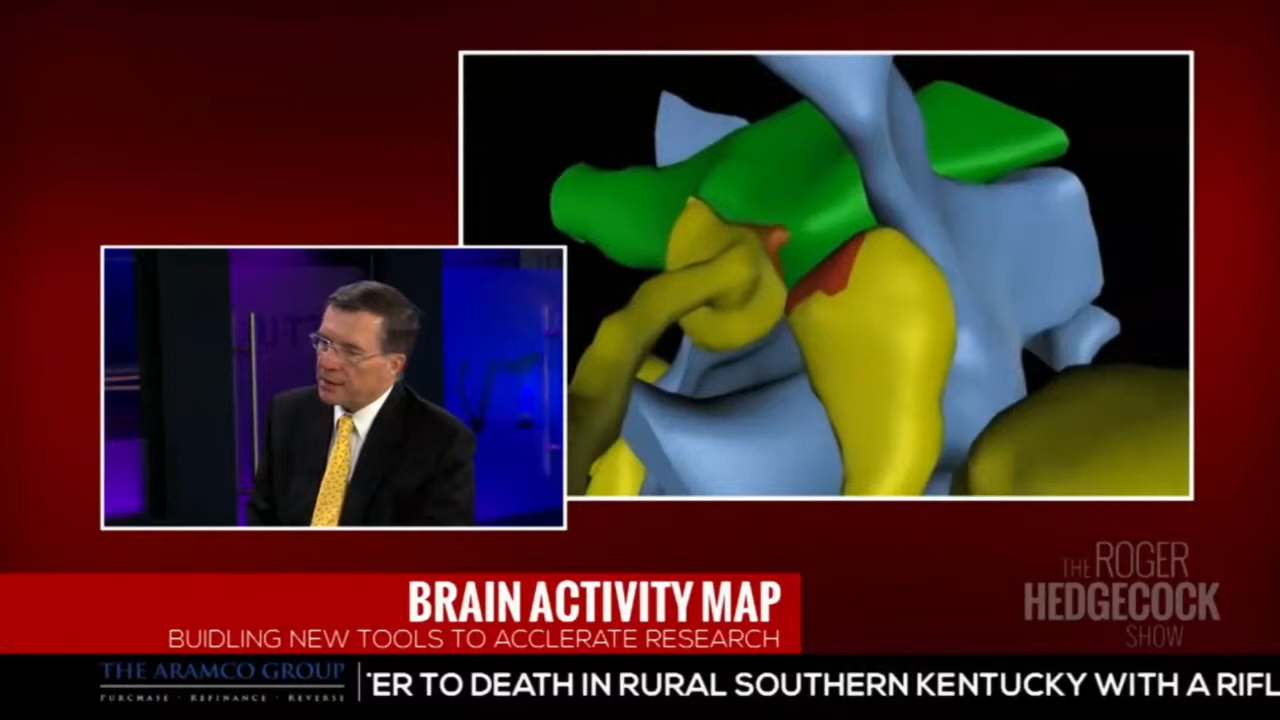 BRAIN ACTIVITY MAP
BUIDLING NEW TOOLS TO ACCLERATE RESEARCH
THE ROGER
HEDGECOCK
SHOW
THE ARAMCO GROUP
PURCHASE · REFINANCE · REVERSE
ER TO DEATH IN RURAL SOUTHERN KENTUCKY WITH A RIFL